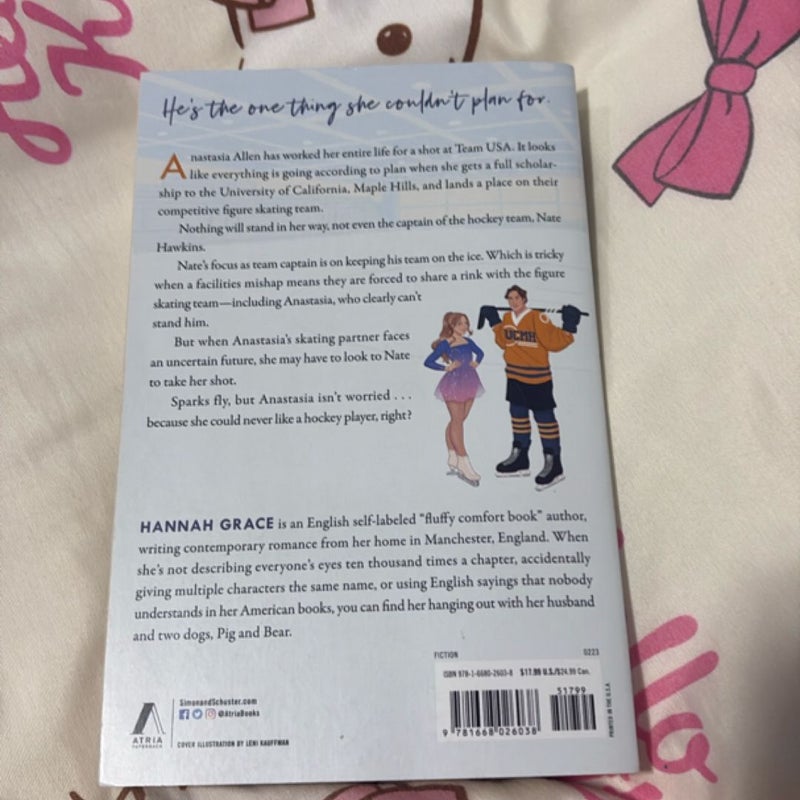 He's the one thing she couldn't plan for.
Anastasia Allen has worked her entire life for a shot at Team USA. It looks
like everything is going according to plan when she gets a full scholar-
ship to the University of California, Maple Hills, and lands a place on their
competitive figure skating team.
Nothing will stand in her way, not even the captain of the hockey team, Nate
Hawkins.
Nate's focus as team captain is on keeping his team on the ice. Which is tricky
when a facilities mishap means they are forced to share a rink with the figure
skating team—including Anastasia, who clearly can't
stand him.
But when Anastasia's skating partner faces
an uncertain future, she may have to look to Nate
to take her shot.
Sparks fly, but Anastasia isn't worried . . .
because she could never like a hockey player, right?
UCMH
HANNAH GRACE is an English self-labeled "fluffy comfort book" author,
writing contemporary romance from her home in Manchester, England. When
she's not describing everyone's eyes ten thousand times a chapter, accidentally
giving multiple characters the same name, or using English sayings that nobody
understands in her American books, you can find her hanging out with her husband
and two dogs, Pig and Bear.
FICTION 0223
ISBN 978-1-6680-2603-8 $17.99 U.S./$24.99 Can.
51799
9 781668 026038
PRINTED IN THE U.S.A.
SimonandSchuster.com
@AtriaBooks
ATRIA
PAPERBACK
COVER ILLUSTRATION BY LENI KAUFFMAN